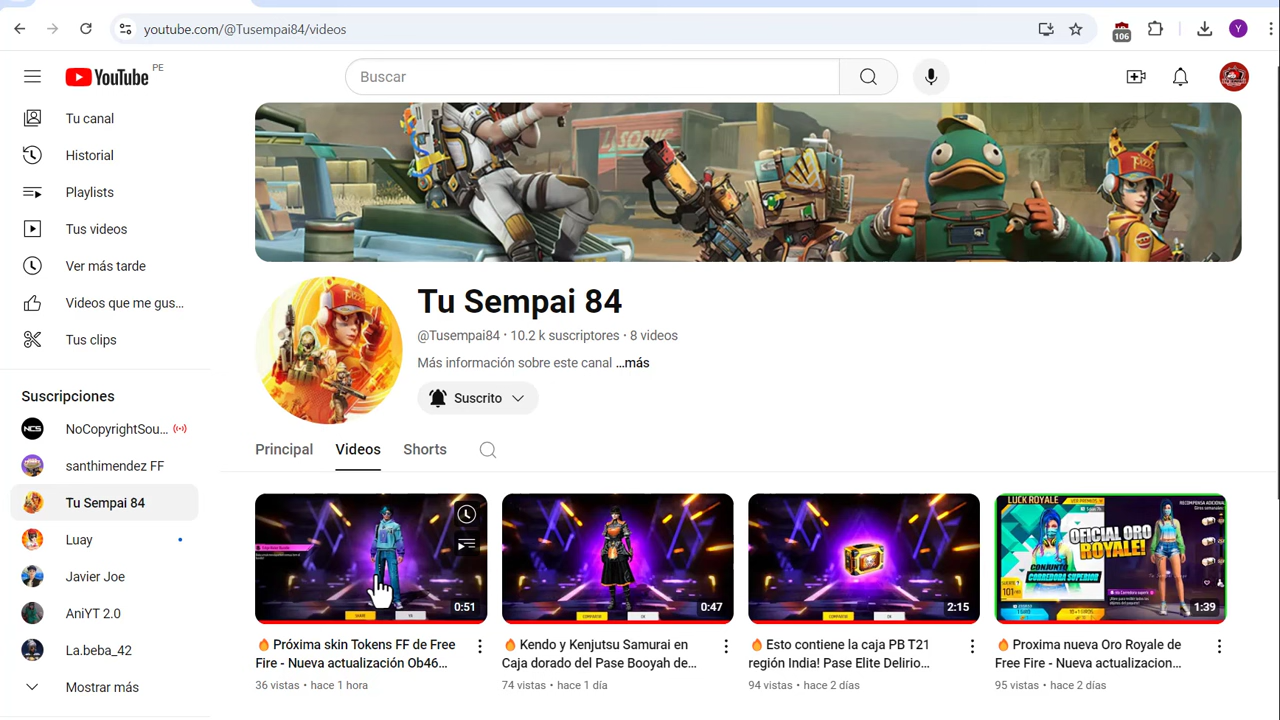 youtube.com/@Tusempai84/videos
106
Y
YouTube PE
Buscar
Tu canal
Historial
Playlists
Tus videos
Ver más tarde
Videos que me gus...
Tus clips
Suscripciones
NoCopyrightSou...
santhimendez FF
Tu Sempai 84
Luay
Javier Joe
AniYT 2.0
La.beba_42
Mostrar más
Tu Sempai 84
@Tusempai84 · 10.2 k suscriptores · 8 videos
Más información sobre este canal ...más
Suscrito
Principal
Videos
Shorts
0:51
0:47
2:15
LUCK ROYALE
OFICIAL ORO
ROYALE!
CONJUNTO
CORREDORA SUPERIOR
1:39
🔥 Próxima skin Tokens FF de Free
Fire - Nueva actualización Ob46...
36 vistas · hace 1 hora
🔥 Kendo y Kenjutsu Samurai en
Caja dorado del Pase Booyah de...
74 vistas · hace 1 día
🔥 Esto contiene la caja PB T21
región India! Pase Elite Delirio...
94 vistas · hace 2 días
🔥 Proxima nueva Oro Royale de
Free Fire - Nueva actualizacion...
95 vistas · hace 2 días